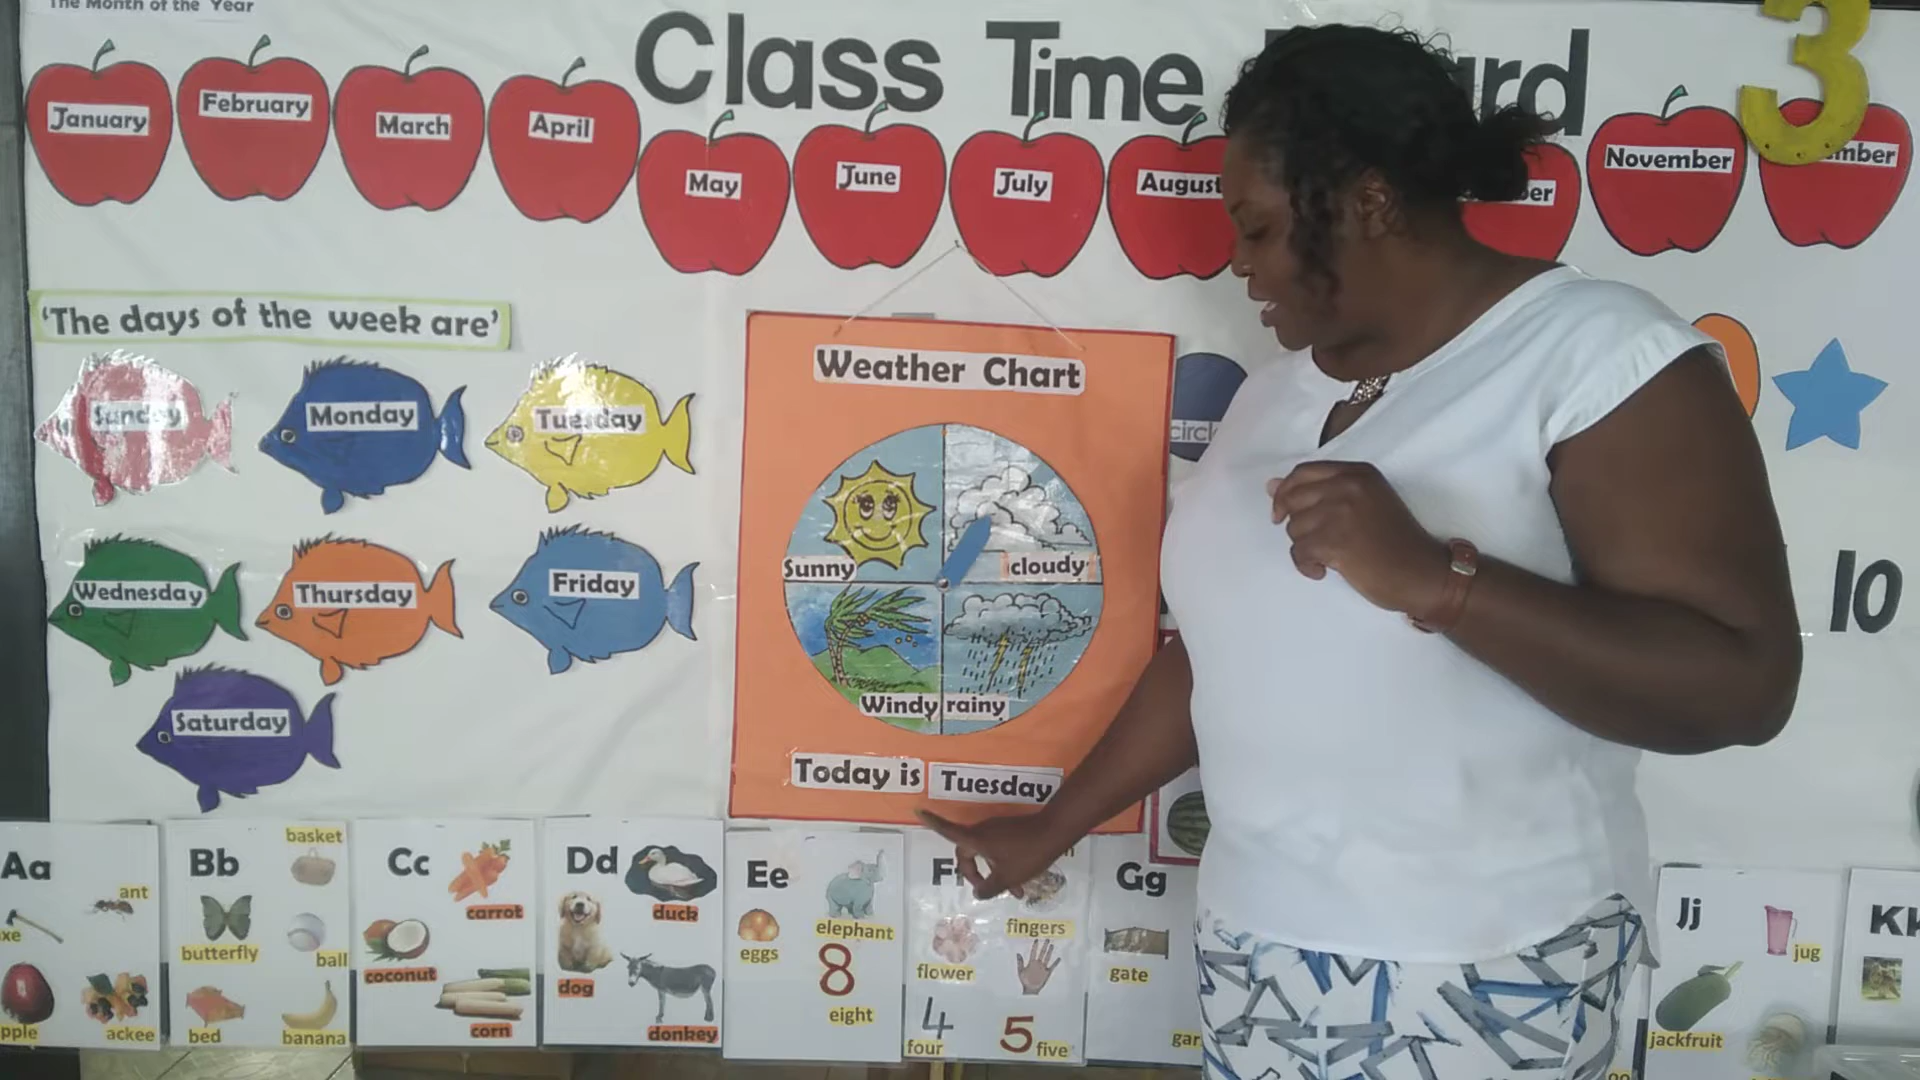 The Month of the Year
Class Time
3
January
February
March
April
May
June
July
August
November
'The days of the week are'
Sunday
Monday
Tuesday
Wednesday
Thursday
Friday
Saturday
Weather Chart
Sunny
cloudy
Windy
rainy
Today is Tuesday
circle
10
Aa
ant
ackee
Bb
basket
butterfly
ball
bed
banana
Cc
carrot
coconut
corn
Dd
duck
dog
donkey
Ee
elephant
eggs
8
eight
fingers
flower
4
four
5
five
Gg
gate
Jj
jug
jackfruit